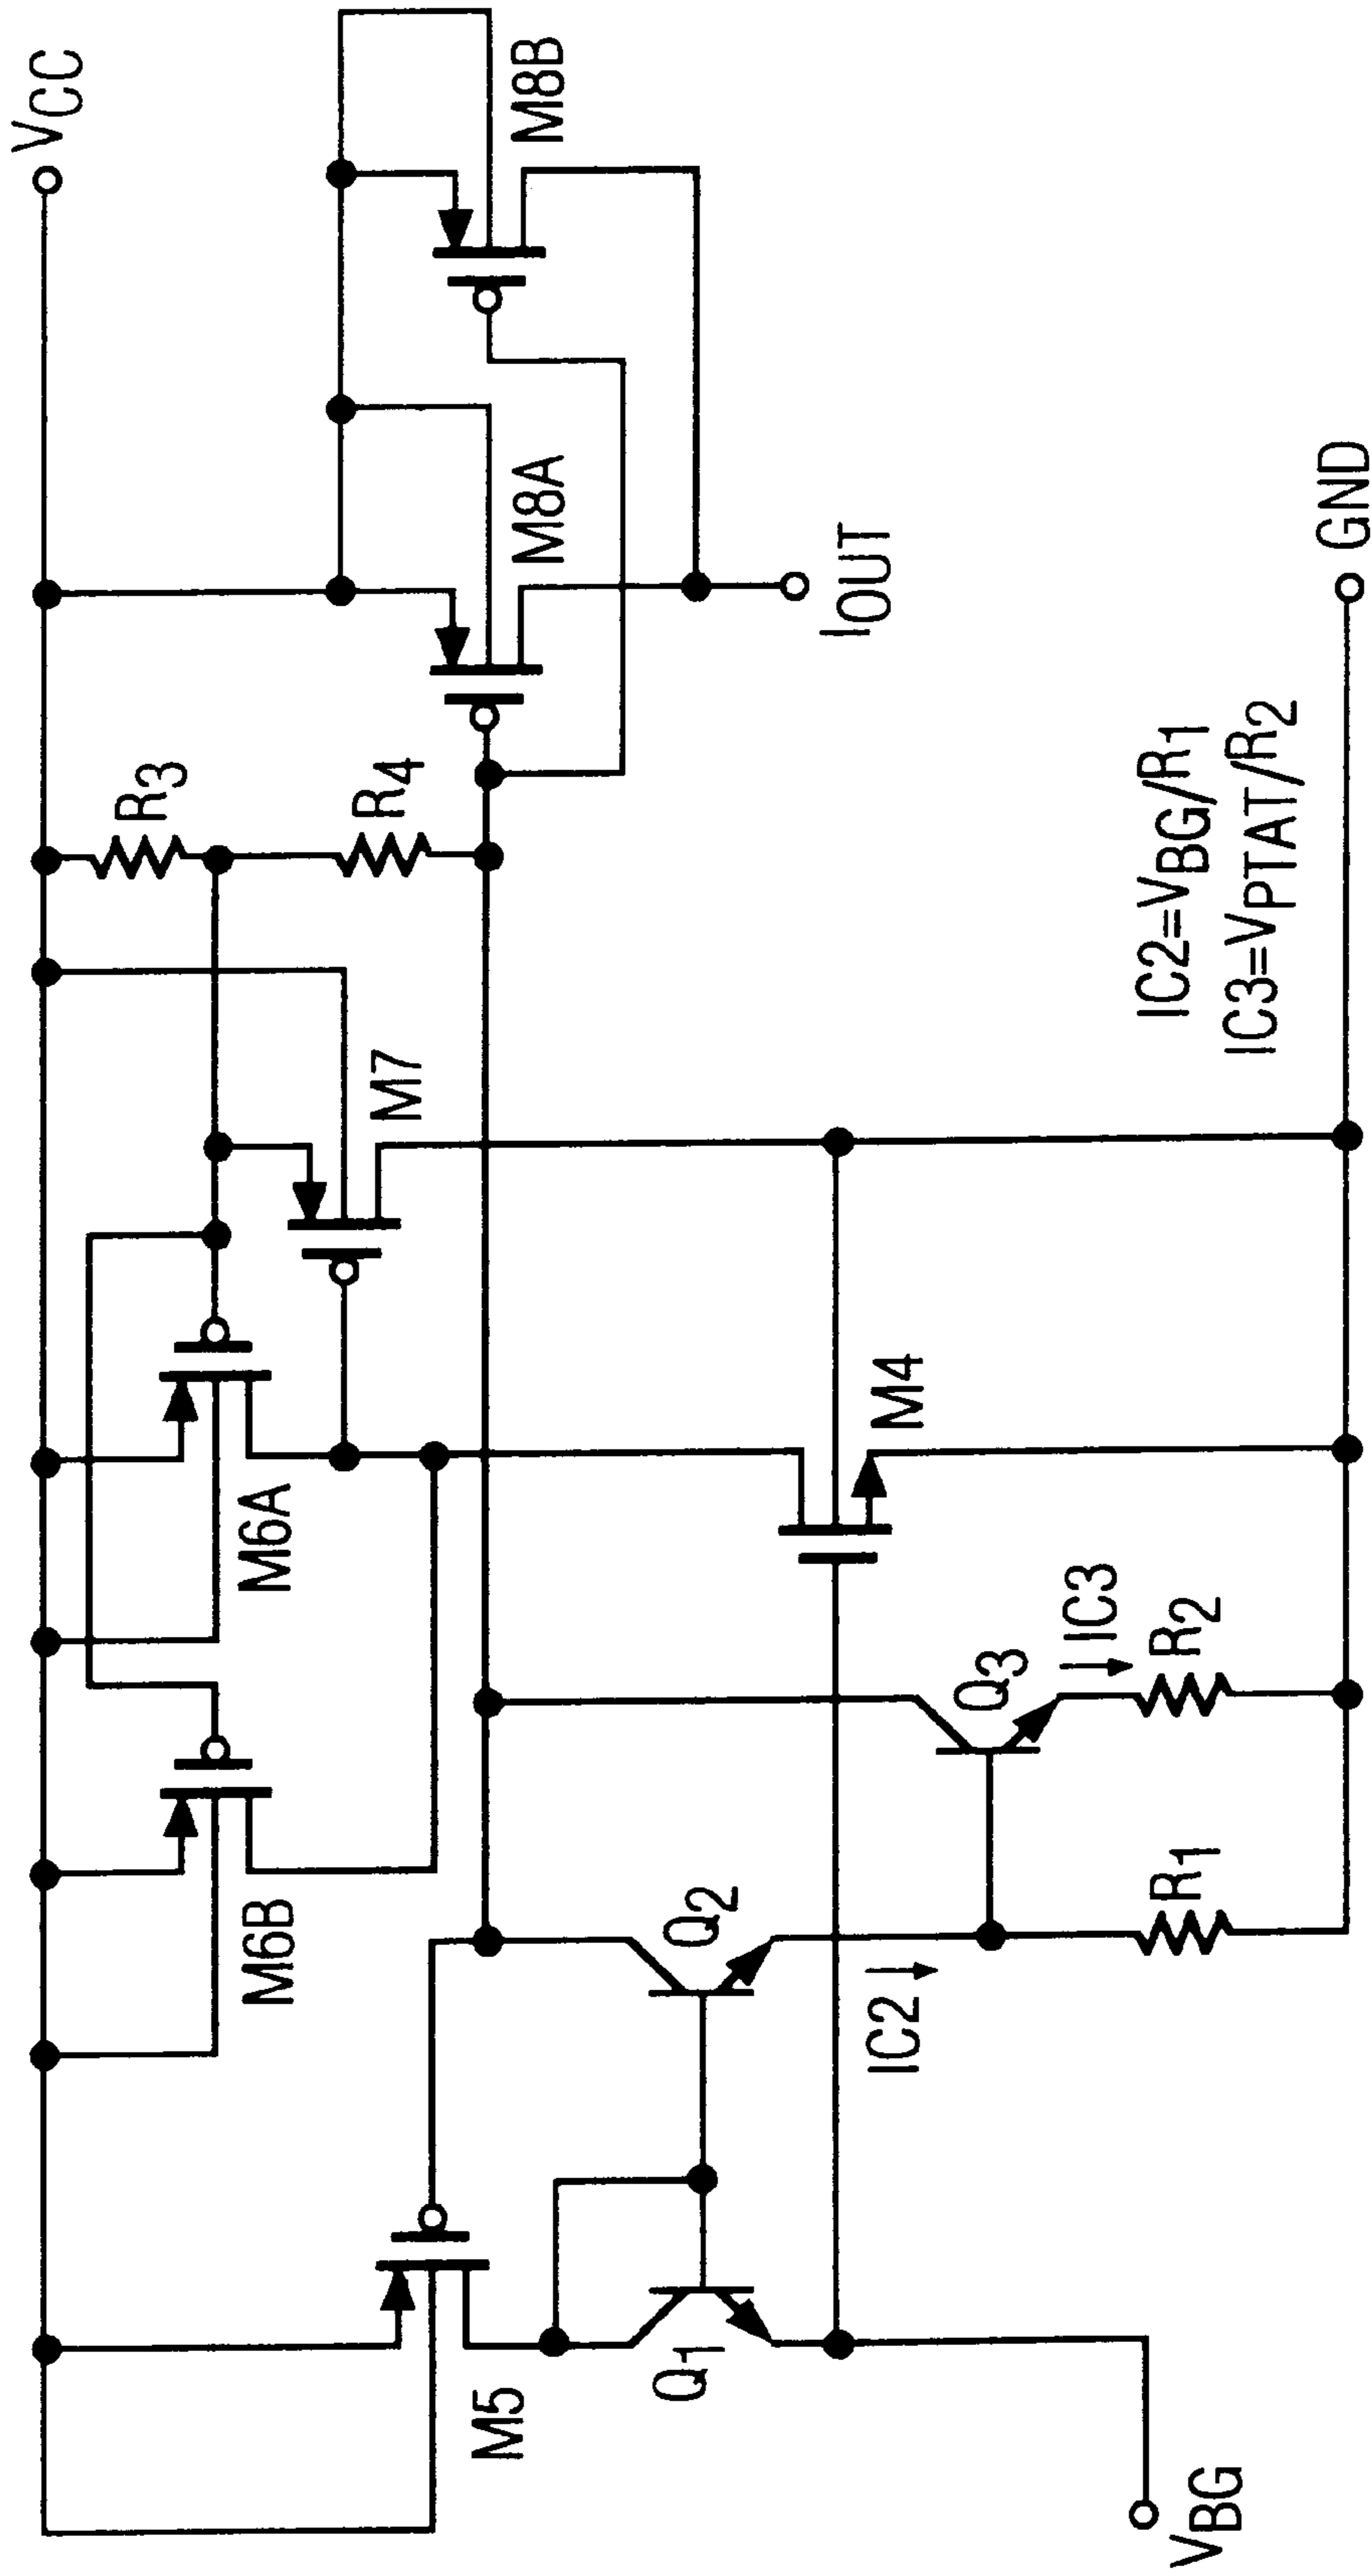 VCC
M8B
M8A
IOUT
R3
R4
M7
M6A
M6B
M5
M4
GND
Q1
Q2
Q3
IC2
IC3
R1
R2
VBG
IC2=VBG/R1
IC3=VPTAT/R2